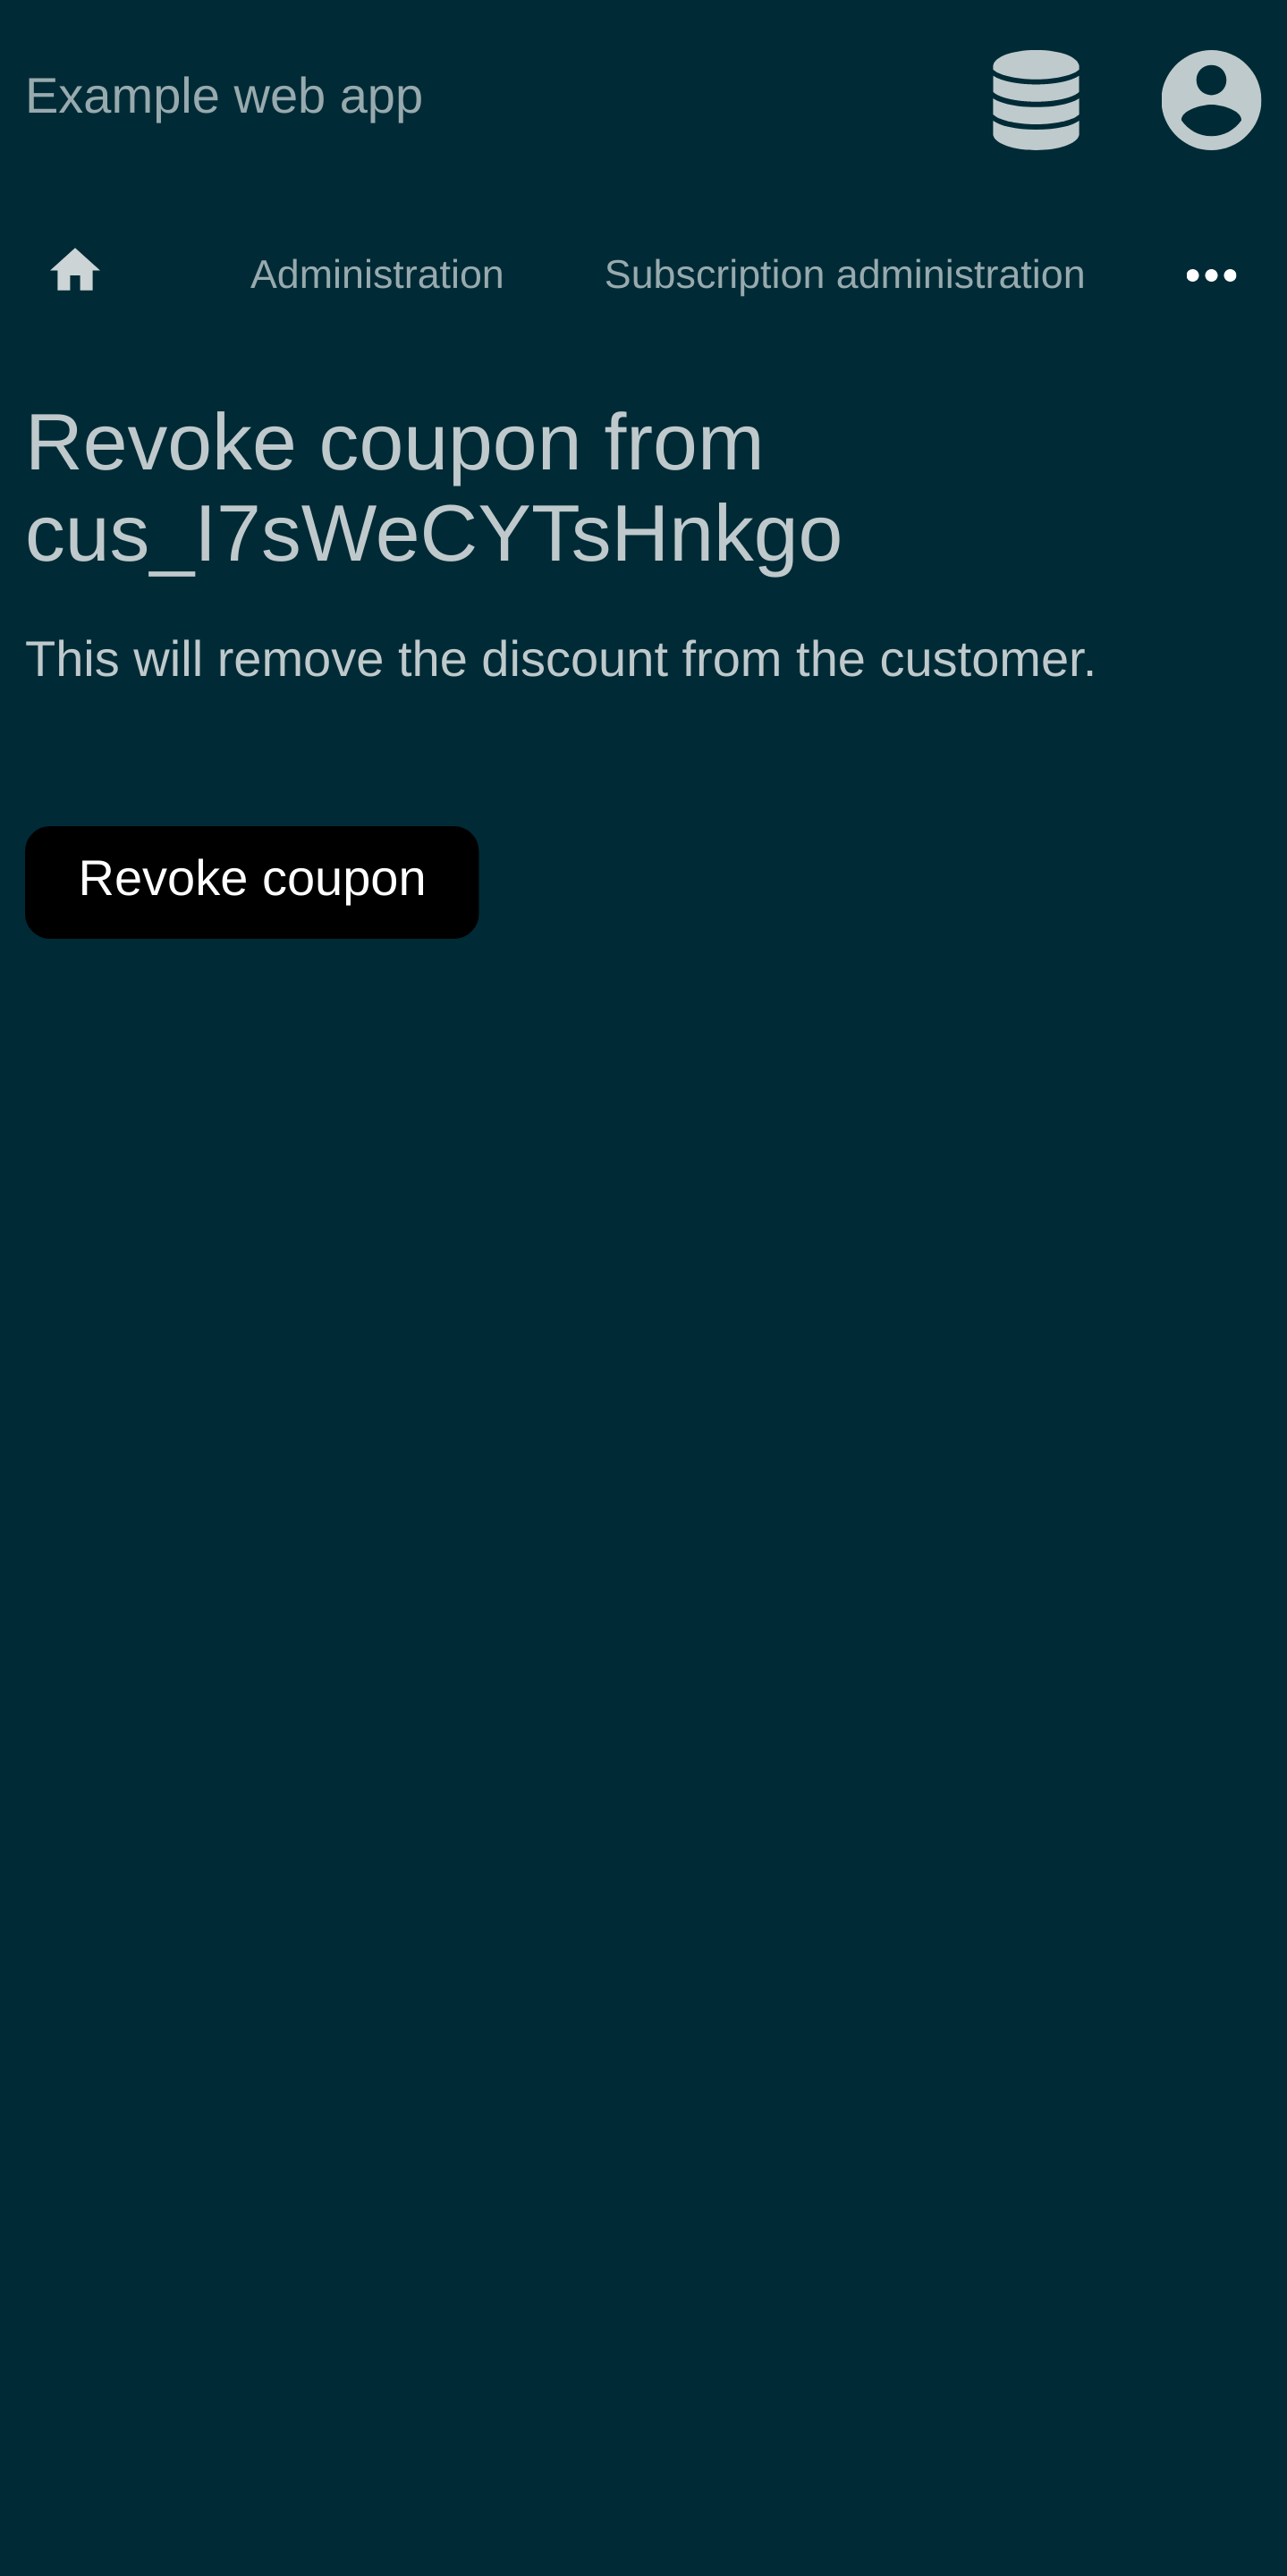 Example web app
Administration Subscription administration
Revoke coupon from
cus_I7sWeCYTsHnkgo
This will remove the discount from the customer.
Revoke coupon